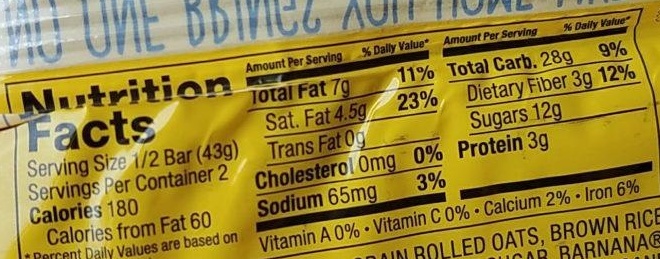 Nutrition
Facts
Serving Size 1/2 Bar (43g)
Servings Per Container 2
Calories 180
Calories from Fat 60
*Percent Daily Values are based on
Amount Per Serving % Daily Value*
Total Fat 7g 11%
Sat. Fat 4.5g 23%
Trans Fat 0g
Cholesterol 0mg 0%
Sodium 65mg 3%
Amount Per Serving % Daily Value*
Total Carb. 28g 9%
Dietary Fiber 3g 12%
Sugars 12g
Protein 3g
Vitamin A 0% • Vitamin C 0% • Calcium 2% • Iron 6%
ROLLED OATS, BROWN RICE
BARNANA®